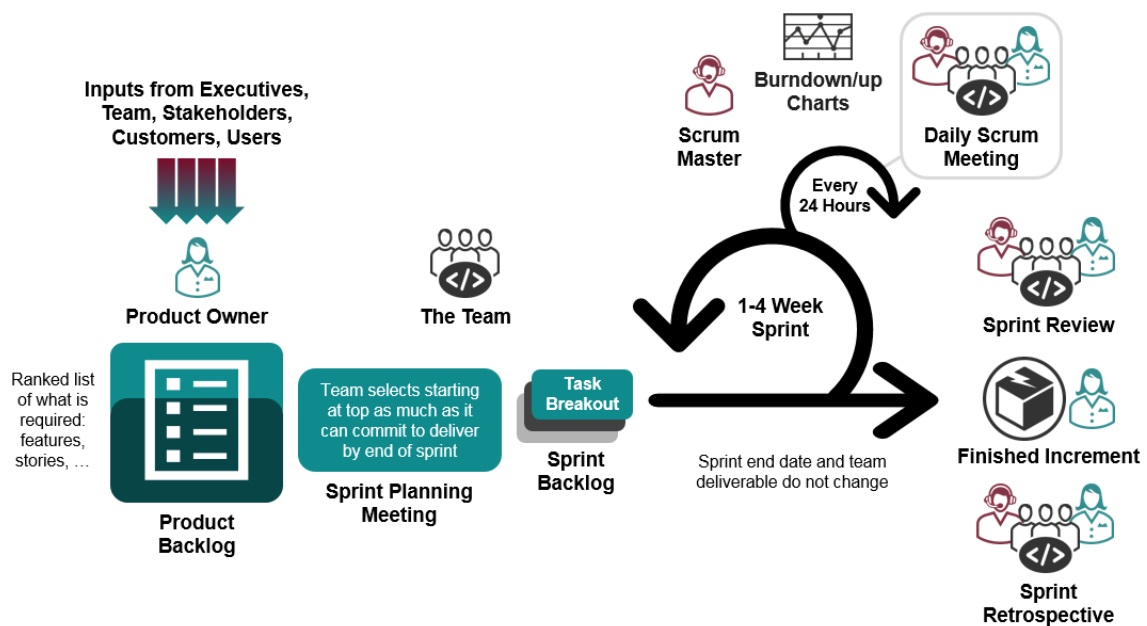 Inputs from Executives,
Team, Stakeholders,
Customers, Users
Product Owner
Ranked list
of what is
required:
features,
stories, …
Product
Backlog
The Team
Team selects starting
at top as much as it
can commit to deliver
by end of sprint
Sprint Planning
Meeting
Task
Breakout
Sprint
Backlog
Scrum
Master
Burndown/up
Charts
Daily Scrum
Meeting
Every
24 Hours
1-4 Week
Sprint
Sprint end date and team
deliverable do not change
Sprint Review
Finished Increment
Sprint
Retrospective